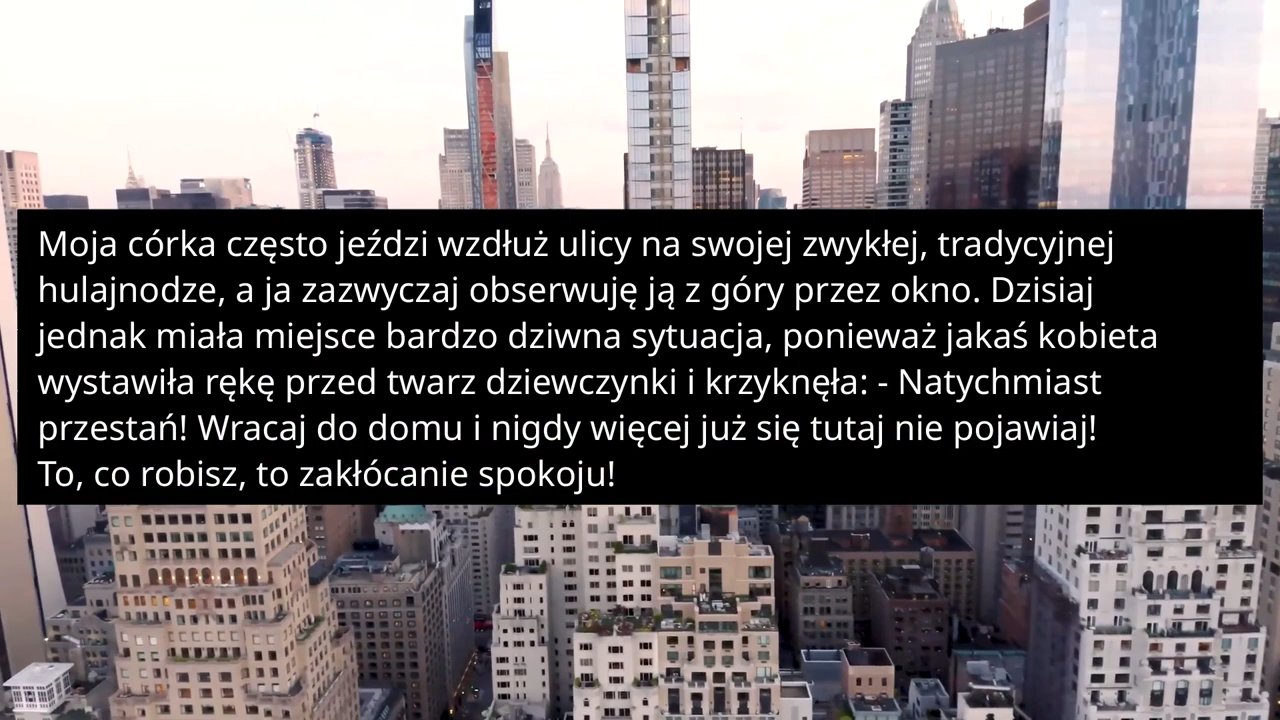 Moja córka często jeździ wzdłuż ulicy na swojej zwykłej, tradycyjnej
hulajnodze, a ja zazwyczaj obserwuję ją z góry przez okno. Dzisiaj
jednak miała miejsce bardzo dziwna sytuacja, ponieważ jakaś kobieta
wystawiła rękę przed twarz dziewczynki i krzyknęła: - Natychmiast
przestań! Wracaj do domu i nigdy więcej już się tutaj nie pojawiaj!
To, co robisz, to zakłócanie spokoju!